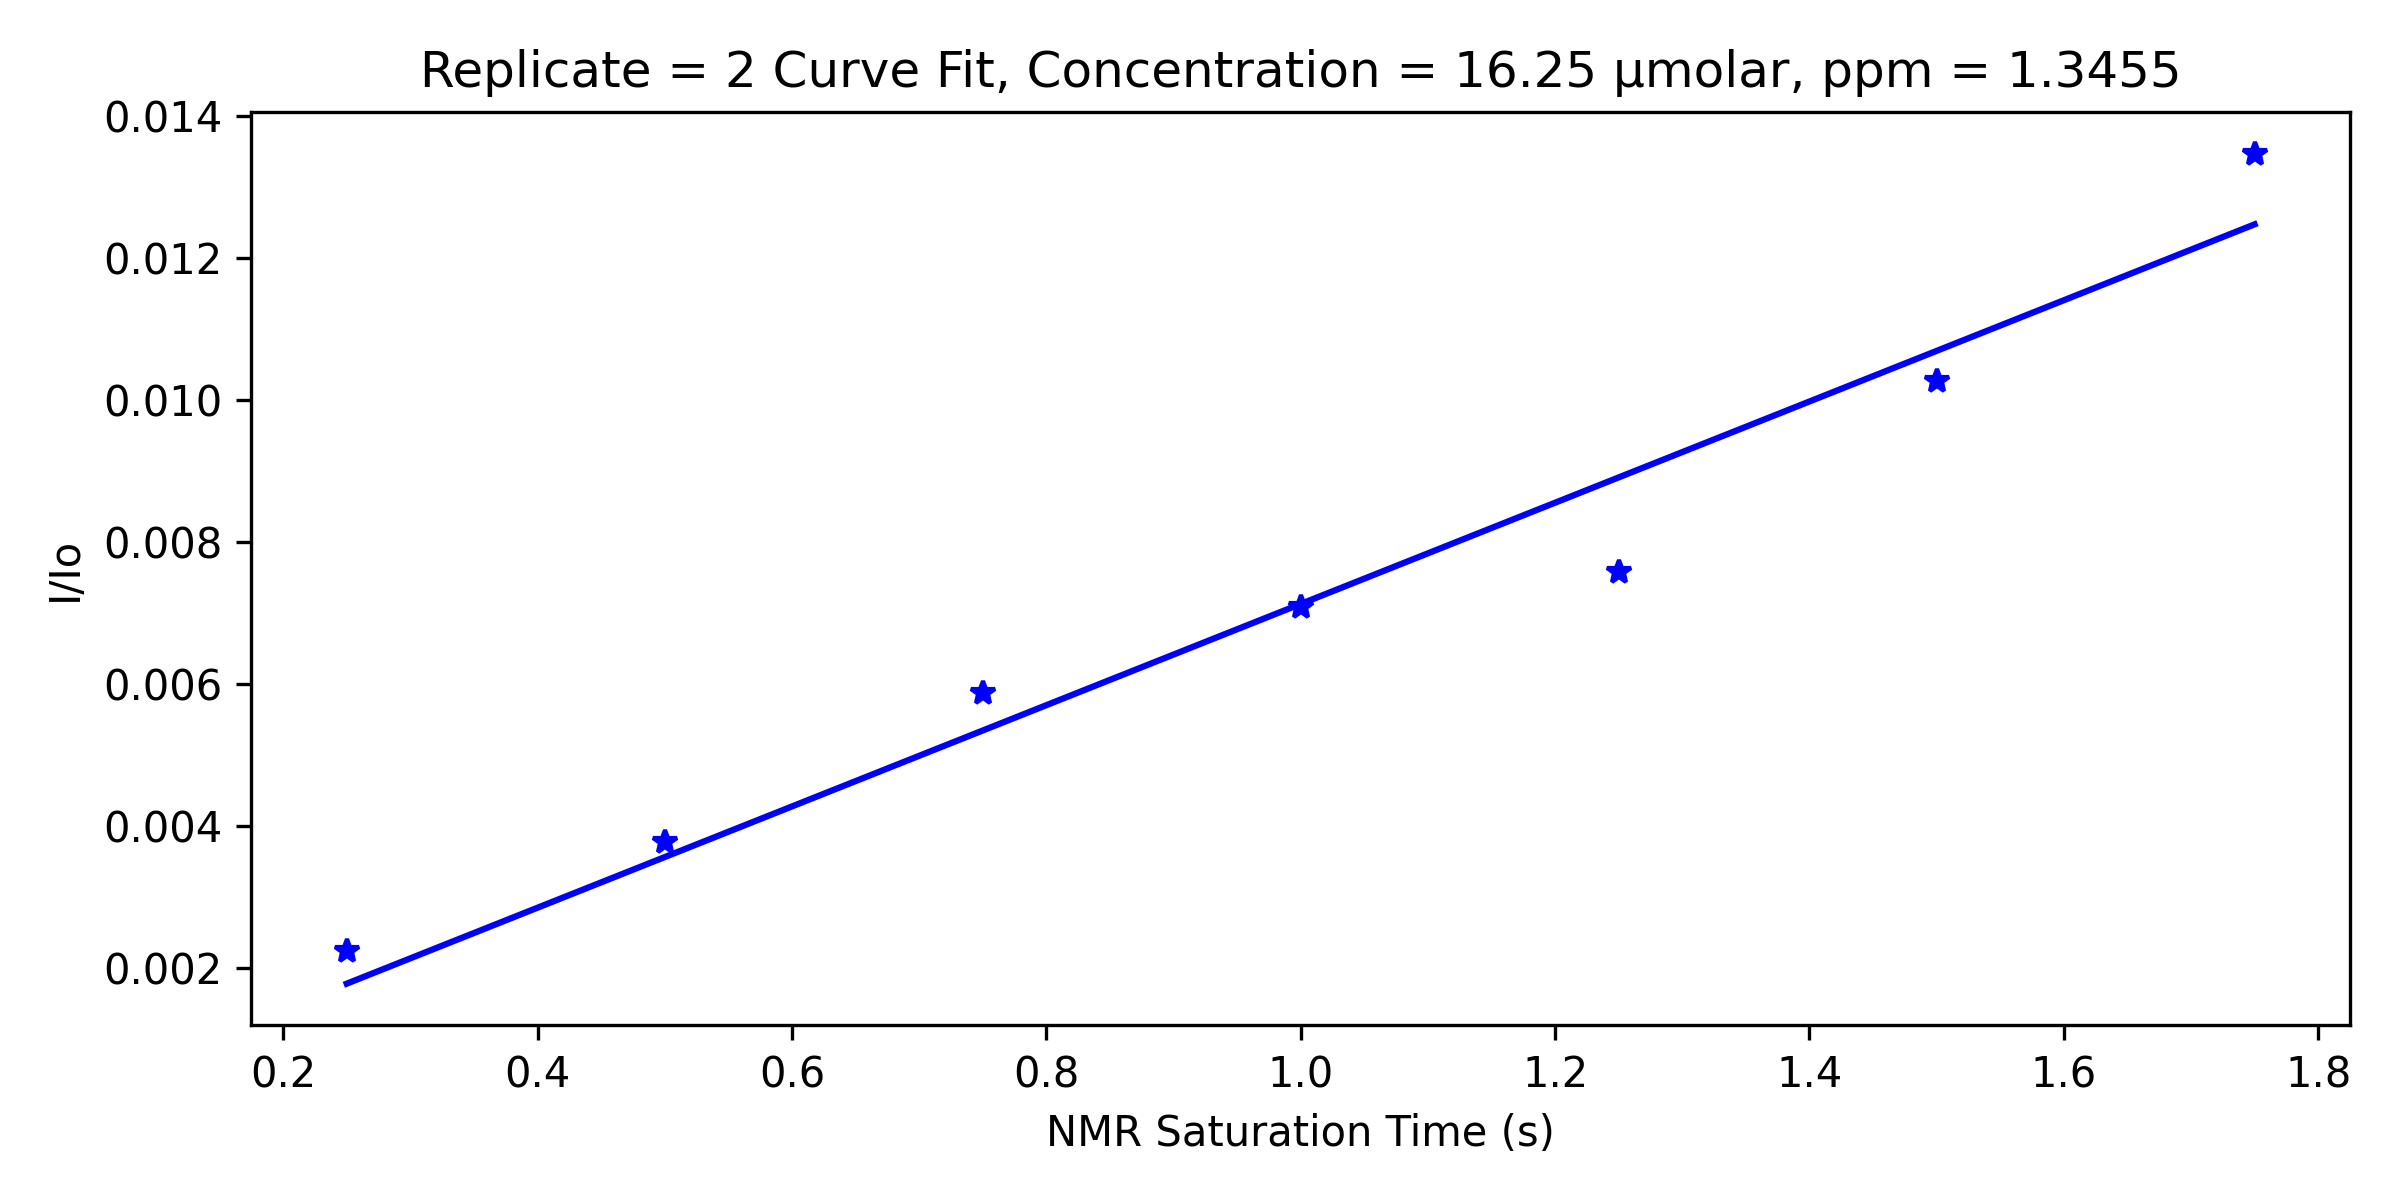 Replicate = 2 Curve Fit, Concentration = 16.25 µmolar, ppm = 1.3455
0.014
0.012
0.010
0.008
0.006
0.004
0.002
I/Io
0.2 0.4 0.6 0.8 1.0 1.2 1.4 1.6 1.8
NMR Saturation Time (s)